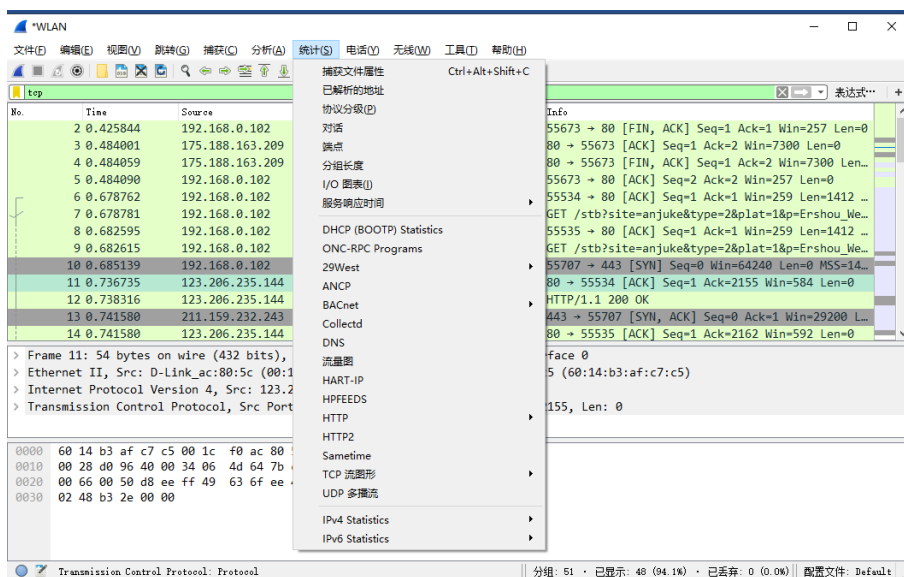 *WLAN
文件(F) 编辑(E) 视图(V) 跳转(G) 捕获(C) 分析(A) 统计(S) 电话(Y) 无线(W) 工具(T) 帮助(H)
tcp 表达式… +
No. Time Source Info
2 0.425844 192.168.0.102 55673 → 80 [FIN, ACK] Seq=1 Ack=1 Win=257 Len=0
3 0.484001 175.188.163.209 80 → 55673 [ACK] Seq=1 Ack=2 Win=7300 Len=0
4 0.484059 175.188.163.209 80 → 55673 [FIN, ACK] Seq=1 Ack=2 Win=7300 Len…
5 0.484090 192.168.0.102 55673 → 80 [ACK] Seq=2 Ack=2 Win=257 Len=0
6 0.678762 192.168.0.102 55534 → 80 [ACK] Seq=1 Ack=1 Win=259 Len=1412 …
7 0.678781 192.168.0.102 GET /stb?site=anjuke&type=2&plat=1&p=Ershou_We…
8 0.682595 192.168.0.102 55535 → 80 [ACK] Seq=1 Ack=1 Win=259 Len=1412 …
9 0.682615 192.168.0.102 GET /stb?site=anjuke&type=2&plat=1&p=Ershou_We…
10 0.685139 192.168.0.102 55707 → 443 [SYN] Seq=0 Win=64240 Len=0 MSS=14…
11 0.736735 123.206.235.144 80 → 55534 [ACK] Seq=1 Ack=2155 Win=584 Len=0
12 0.738316 123.206.235.144 HTTP/1.1 200 OK
13 0.741580 211.159.232.243 443 → 55707 [SYN, ACK] Seq=0 Ack=1 Win=29200 L…
14 0.741580 123.206.235.144 80 → 55535 [ACK] Seq=1 Ack=2162 Win=592 Len=0
捕获文件属性 Ctrl+Alt+Shift+C
已解析的地址
协议分级(P)
对话
端点
分组长度
I/O 图表(I)
服务响应时间
DHCP (BOOTP) Statistics
ONC-RPC Programs
29West
ANCP
BACnet
Collectd
DNS
流量图
HART-IP
HPFEEDS
HTTP
HTTP2
Sametime
TCP 流图形
UDP 多播流
IPv4 Statistics
IPv6 Statistics
> Frame 11: 54 bytes on wire (432 bits), face 0
> Ethernet II, Src: D-Link_ac:80:5c (00:1 5 (60:14:b3:af:c7:c5)
> Internet Protocol Version 4, Src: 123.2
> Transmission Control Protocol, Src Port 155, Len: 0
0000 60 14 b3 af c7 c5 00 1c f0 ac 80
0010 00 28 d0 96 40 00 34 06 4d 64 7b
0020 00 66 00 50 d8 ee ff 49 63 6f ee
0030 02 48 b3 2e 00 00
Transmission Control Protocol: Protocol 分组: 51 · 已显示: 48 (94.1%) · 已丢弃: 0 (0.0%) 配置文件: Default